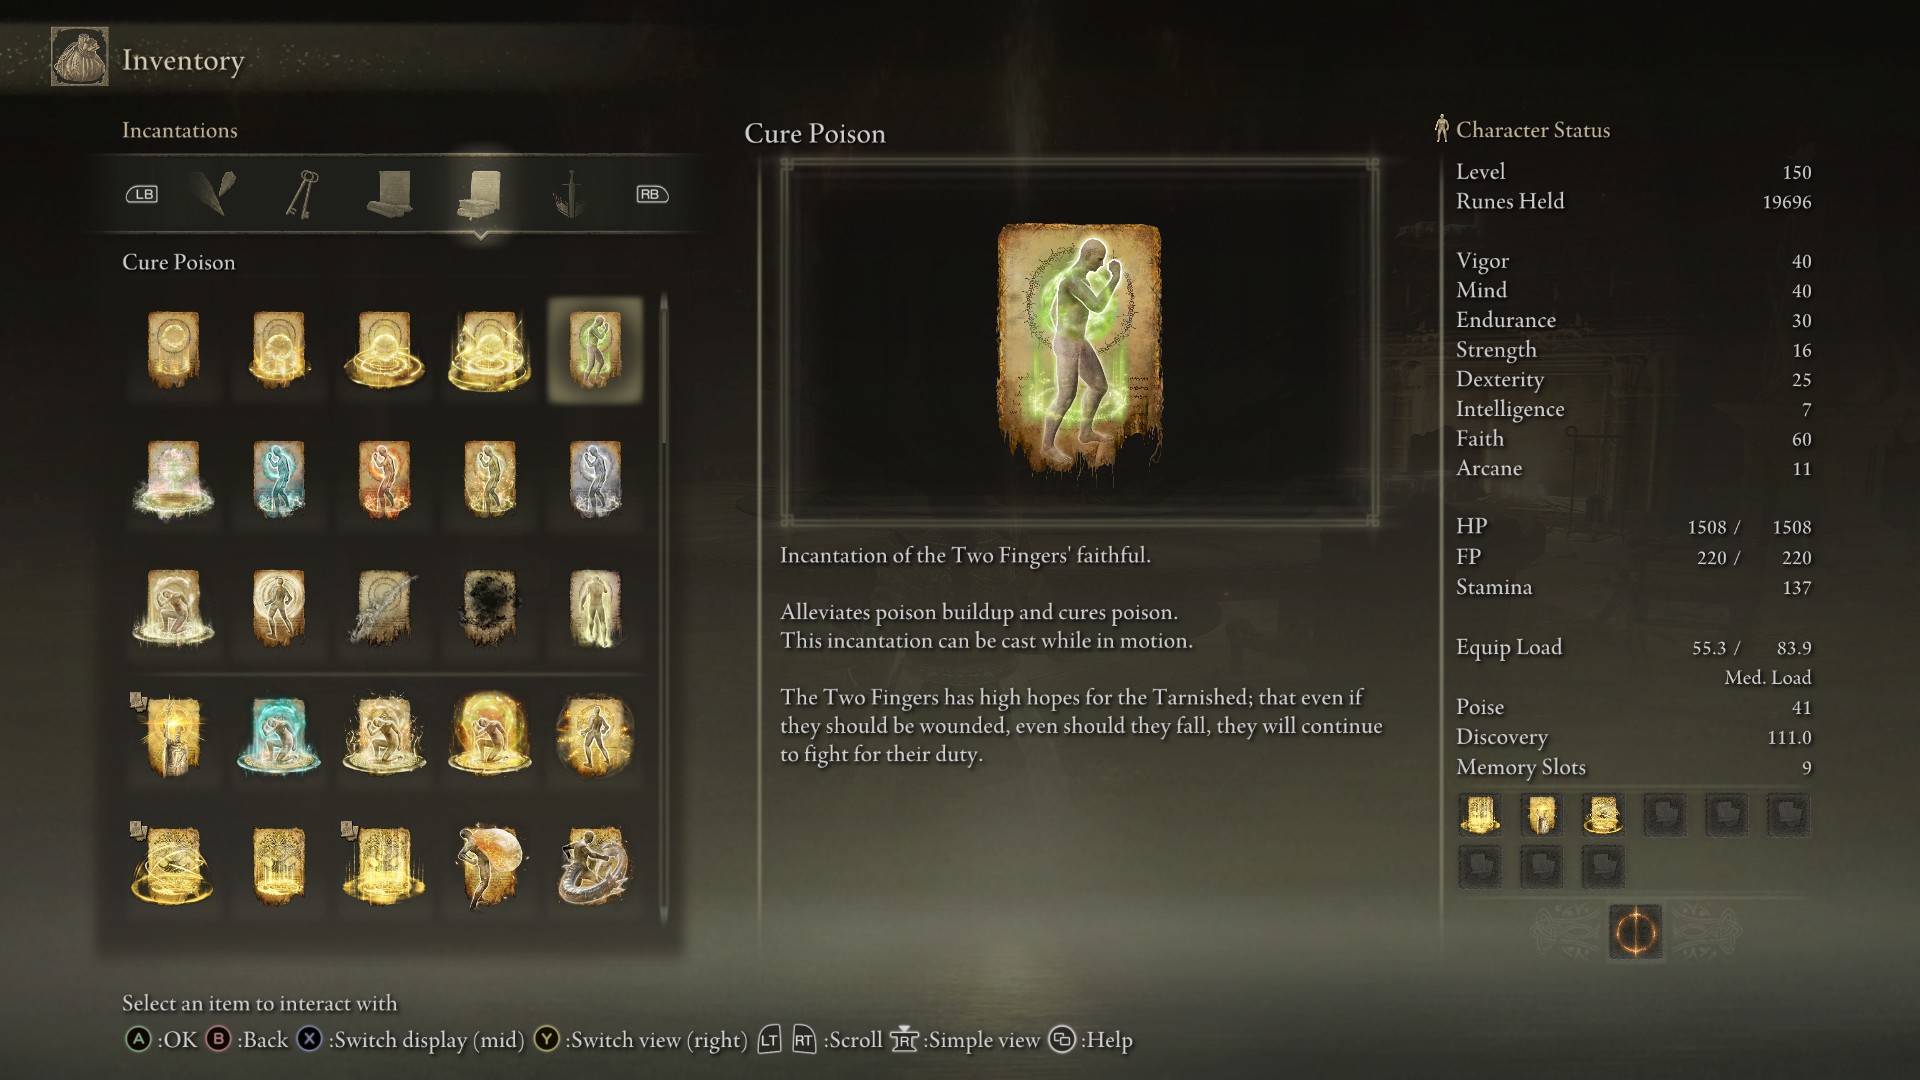 Inventory
Incantations
LB
RB
Cure Poison
Cure Poison
Incantation of the Two Fingers' faithful.
Alleviates poison buildup and cures poison.
This incantation can be cast while in motion.
The Two Fingers has high hopes for the Tarnished; that even if
they should be wounded, even should they fall, they will continue
to fight for their duty.
Character Status
Level 150
Runes Held 19696
Vigor 40
Mind 40
Endurance 30
Strength 16
Dexterity 25
Intelligence 7
Faith 60
Arcane 11
HP 1508 / 1508
FP 220 / 220
Stamina 137
Equip Load 55.3 / 83.9
Med. Load
Poise 41
Discovery 111.0
Memory Slots 9
Select an item to interact with
A :OK B :Back X :Switch display (mid) Y :Switch view (right) LT RT :Scroll R :Simple view :Help